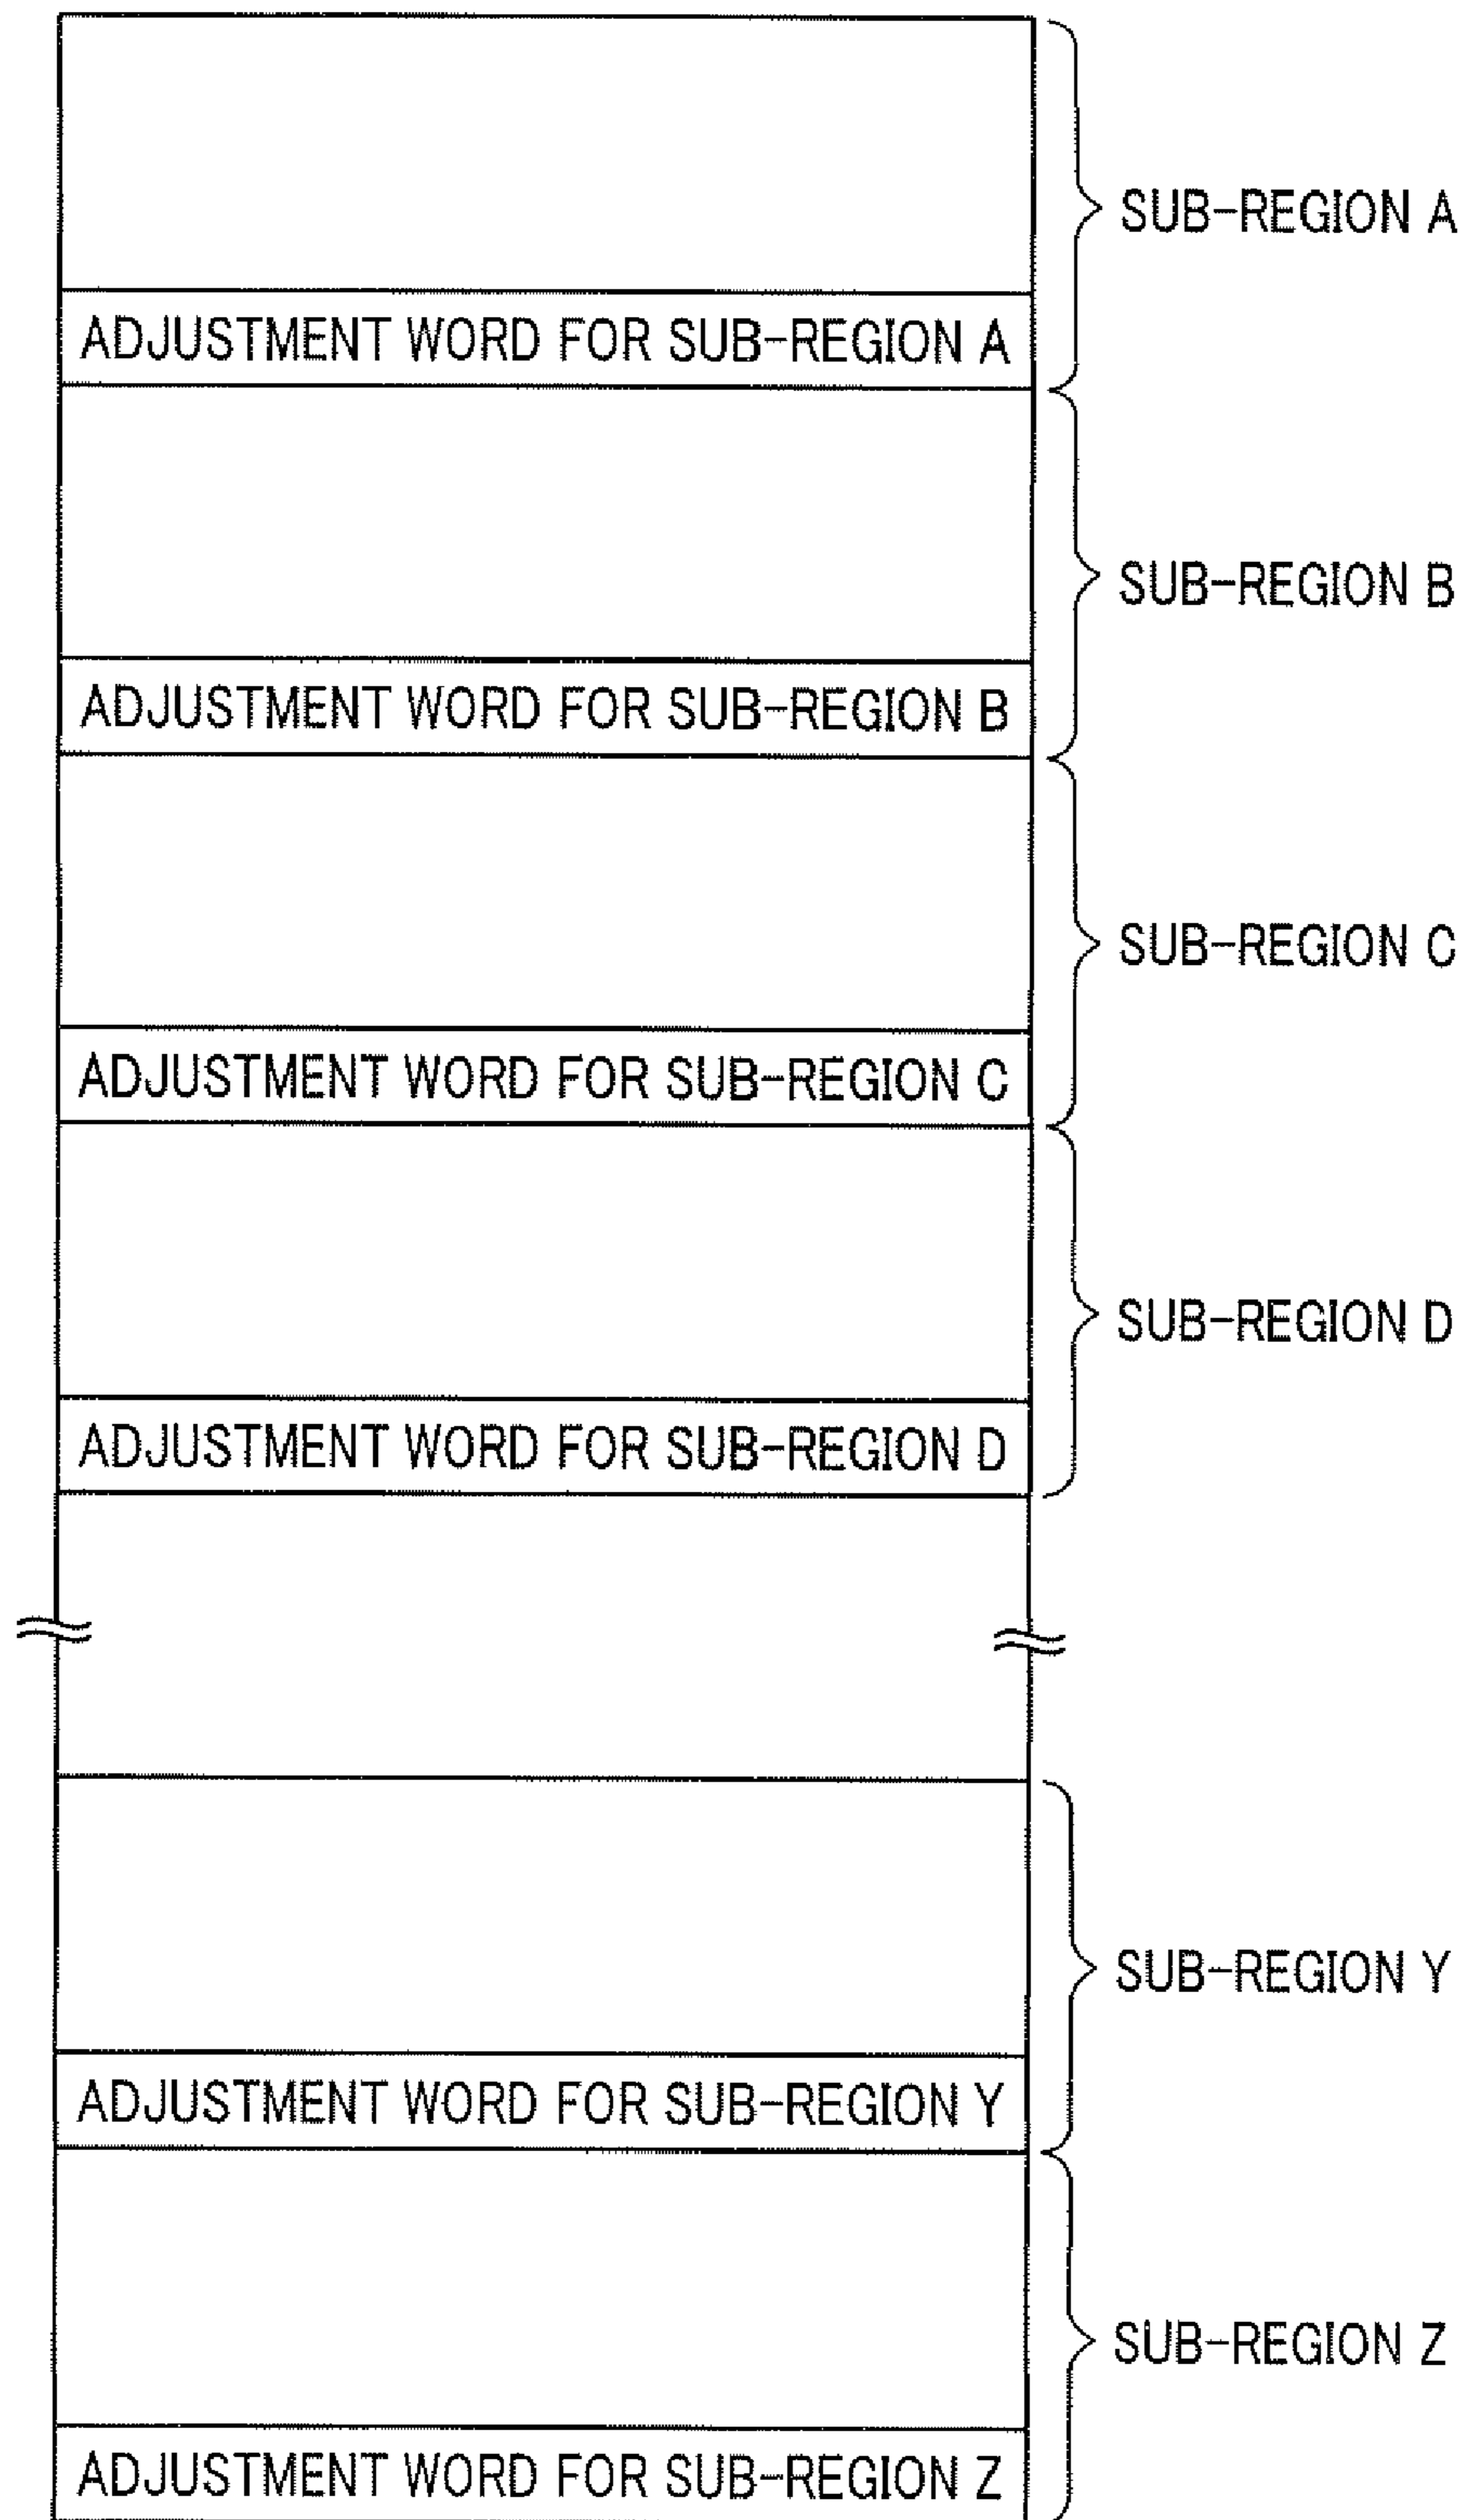 SUB-REGION A
ADJUSTMENT WORD FOR SUB-REGION A
SUB-REGION B
ADJUSTMENT WORD FOR SUB-REGION B
SUB-REGION C
ADJUSTMENT WORD FOR SUB-REGION C
SUB-REGION D
ADJUSTMENT WORD FOR SUB-REGION D
SUB-REGION Y
ADJUSTMENT WORD FOR SUB-REGION Y
SUB-REGION Z
ADJUSTMENT WORD FOR SUB-REGION Z